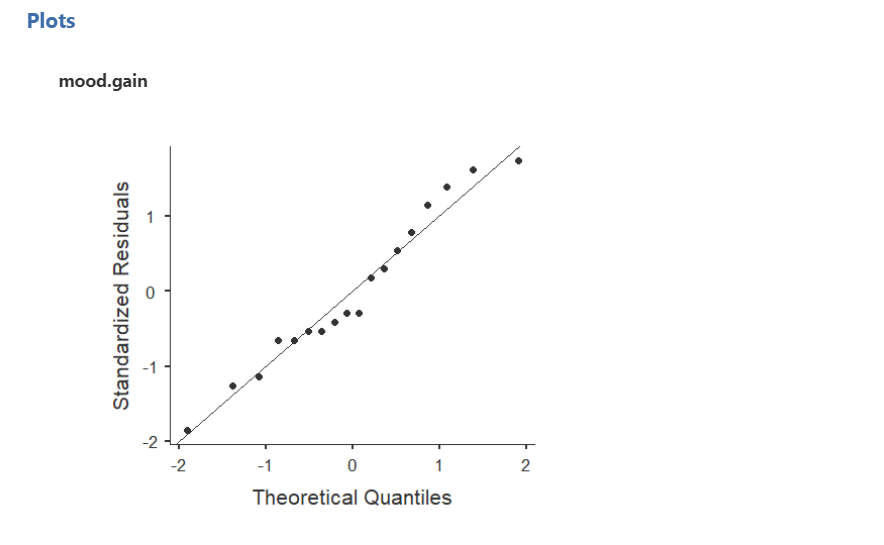 Plots
mood.gain
Standardized Residuals
1
0
-1
-2
-2 -1 0 1 2
Theoretical Quantiles